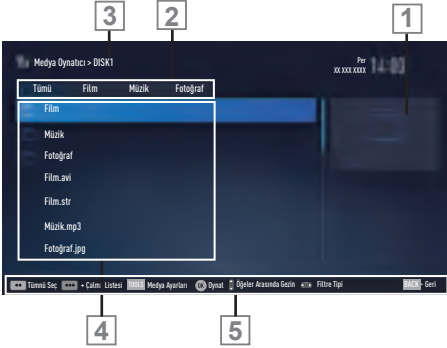 3
2
1
Medya Oynatıcı > DISK1
Per
xx xxx xxxx
Tümü Film Müzik Fotoğraf
Film
Müzik
Fotoğraf
Film.avi
Film.str
Müzik.mp3
Fotoğraf.jpg
Tümnü Seç + Çalma Listesi TOOLS Medya Ayarları OK Oynat Öğeler Arasında Gezin Filtre Tipi BACK - Geri
4
5